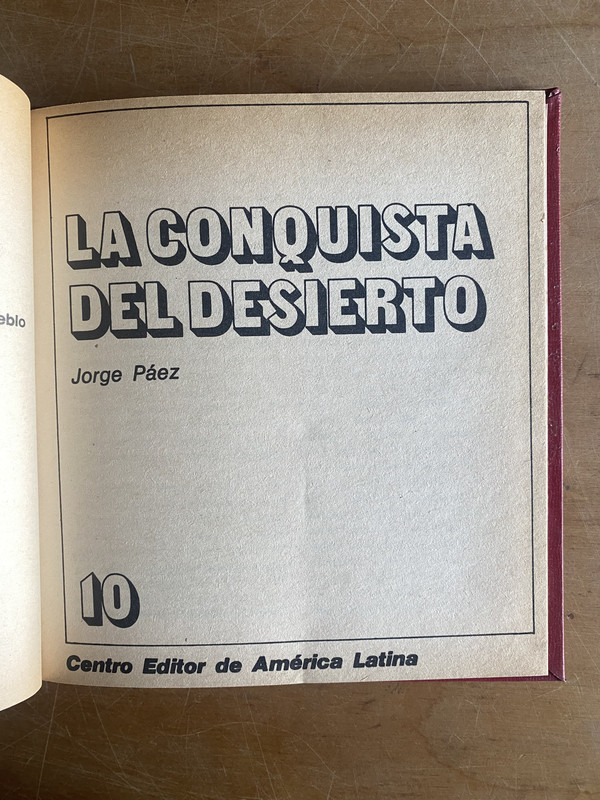 eblo
LA CONQUISTA
DEL DESIERTO
Jorge Páez
10
Centro Editor de América Latina